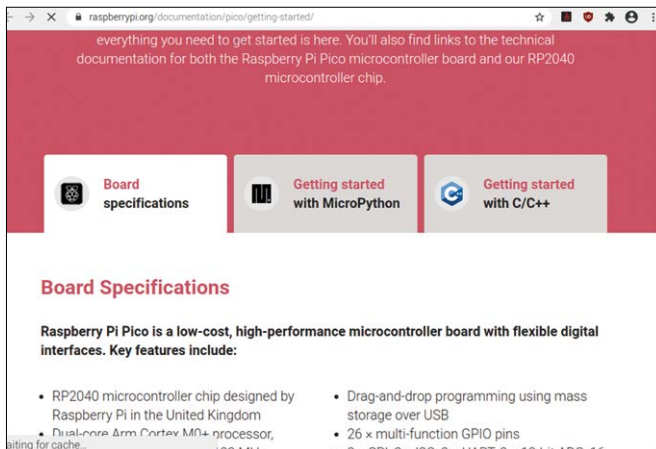 raspberrypi.org/documentation/pico/getting-started/
everything you need to get started is here. You'll also find links to the technical
documentation for both the Raspberry Pi Pico microcontroller board and our RP2040
microcontroller chip.
Board
specifications
Getting started
with MicroPython
Getting started
with C/C++
Board Specifications
Raspberry Pi Pico is a low-cost, high-performance microcontroller board with flexible digital
interfaces. Key features include:
• RP2040 microcontroller chip designed by
Raspberry Pi in the United Kingdom
• Dual-core Arm Cortex M0+ processor,
• Drag-and-drop programming using mass
storage over USB
• 26 × multi-function GPIO pins
aiting for cache...